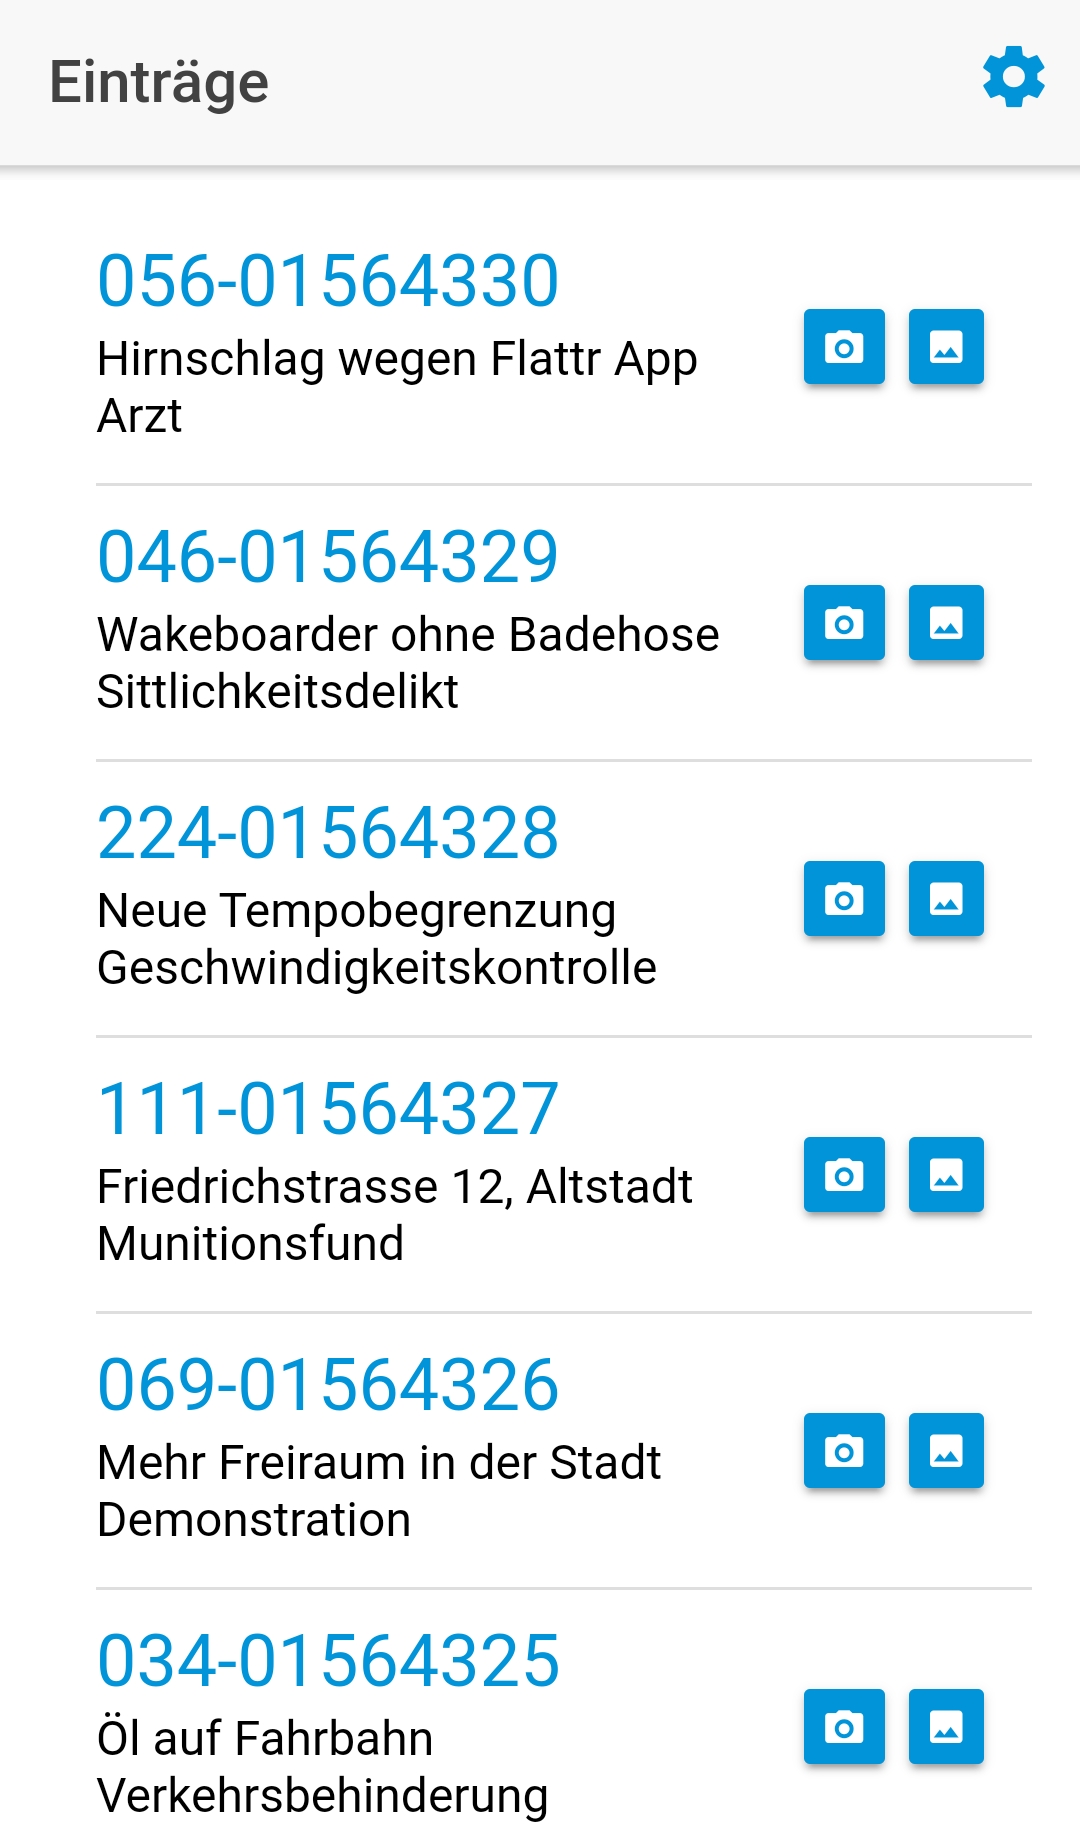 Einträge
056-01564330
Hirnschlag wegen Flattr App
Arzt
046-01564329
Wakeboarder ohne Badehose
Sittlichkeitsdelikt
224-01564328
Neue Tempobegrenzung
Geschwindigkeitskontrolle
111-01564327
Friedrichstrasse 12, Altstadt
Munitionsfund
069-01564326
Mehr Freiraum in der Stadt
Demonstration
034-01564325
Öl auf Fahrbahn
Verkehrsbehinderung